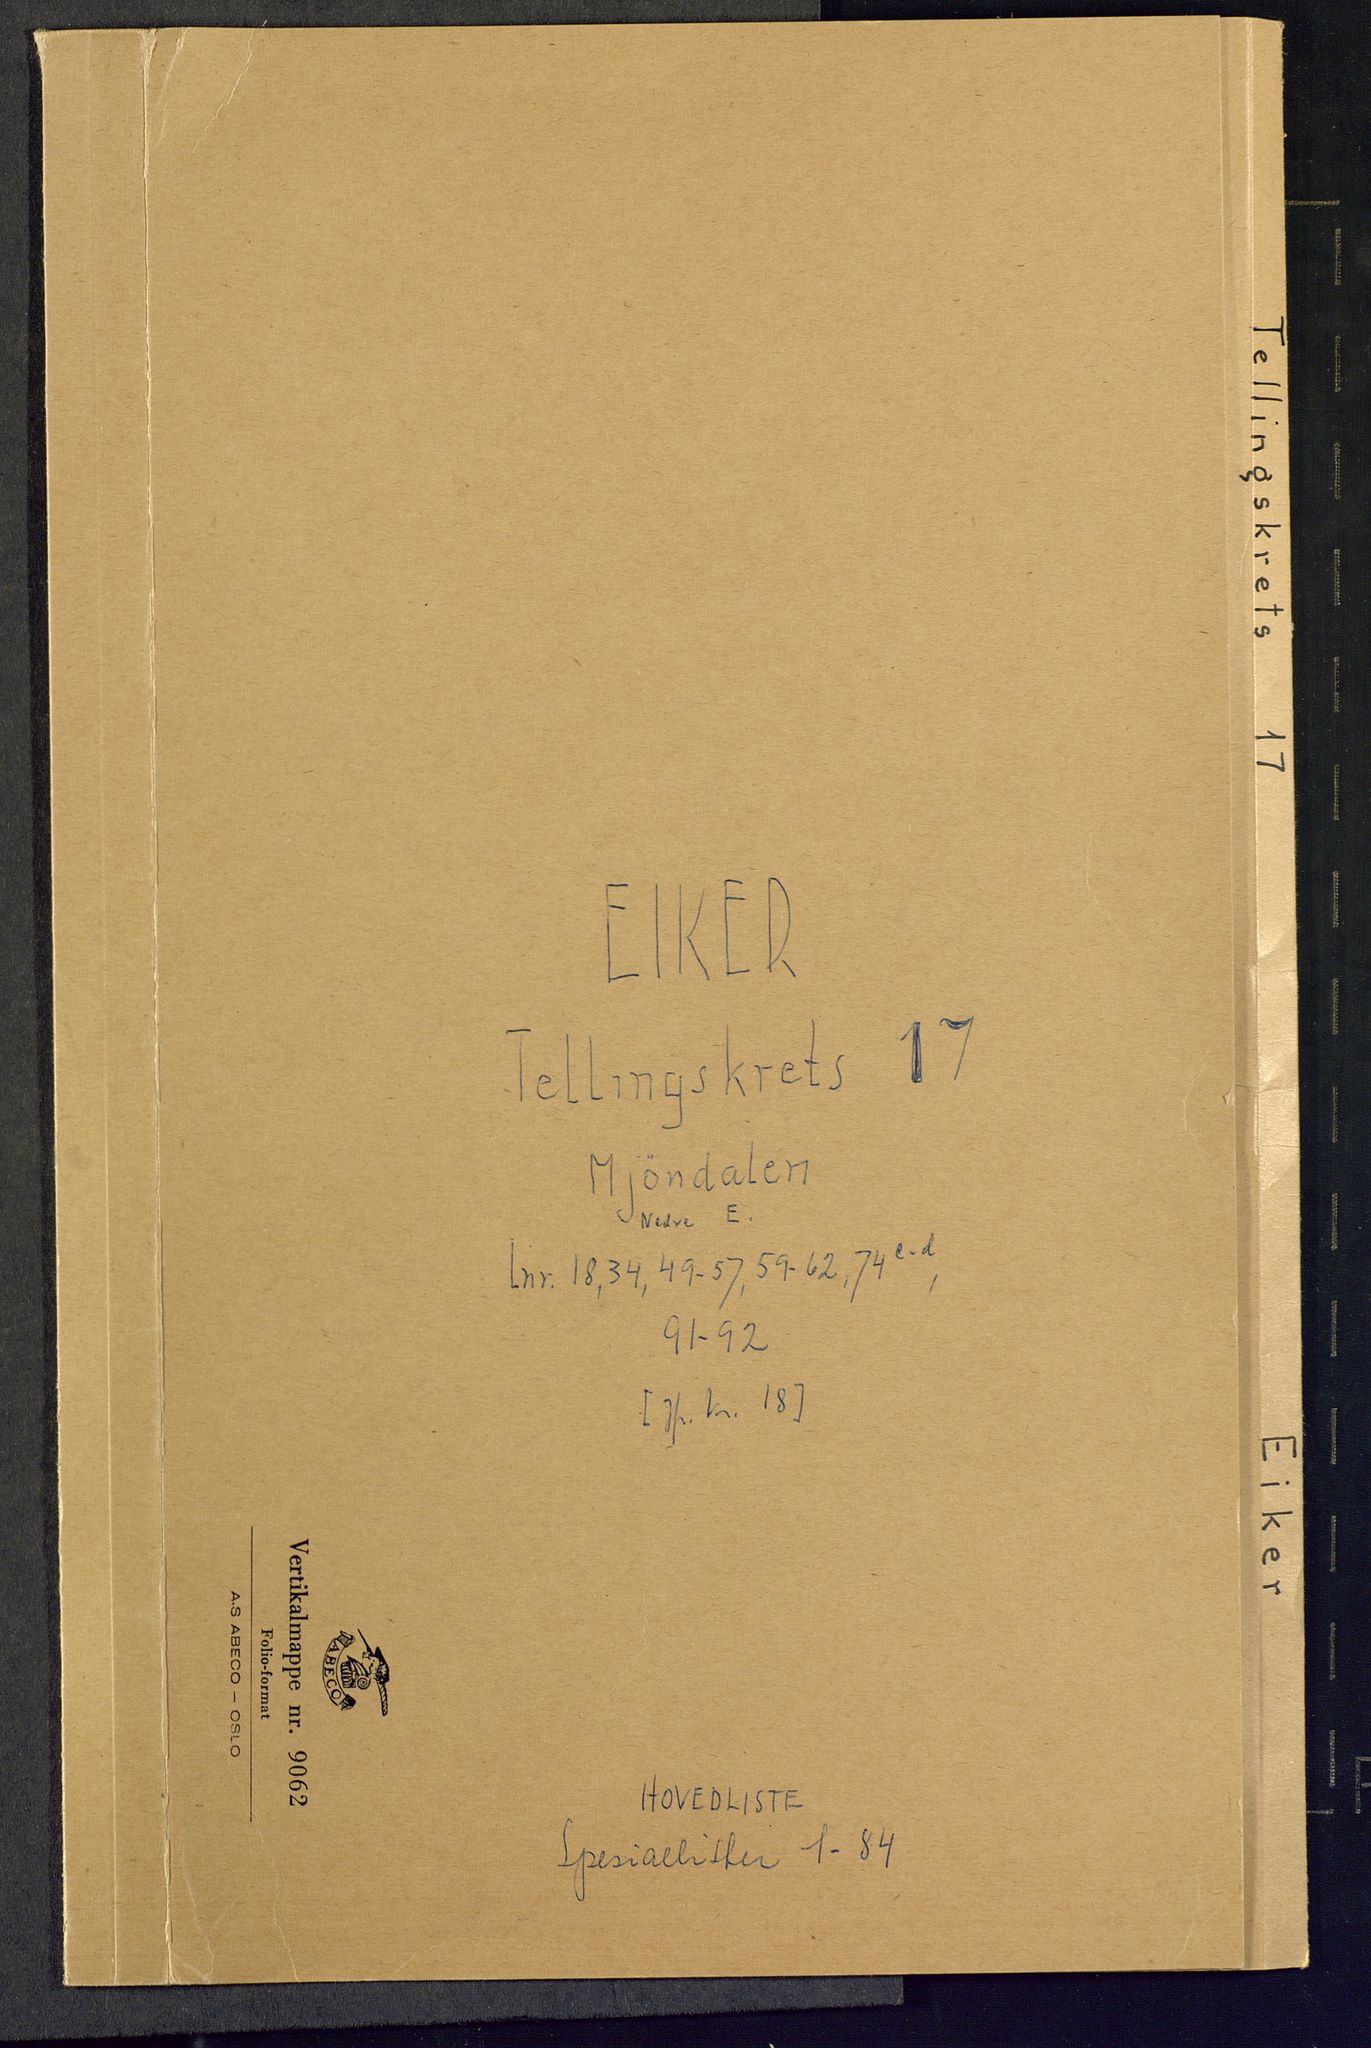 EIKER
Tellingskrets 17
Mjöndalen
Nedre E.
Lnr. 18, 34, 49-57, 59-62, 74 c-d,
91-92
[Jfr. kr. 18]
HOVEDLISTE
Spesiallister 1-84
Tellingskrets 17 Eiker
ABECO
Vertikalmappe nr. 9062
Folio-format
A.S ABECO – OSLO